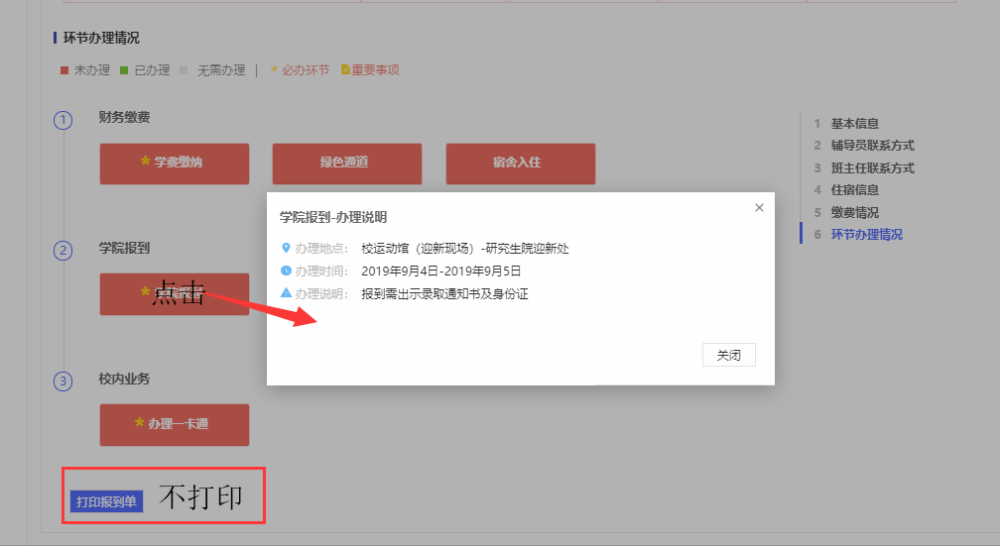 环节办理情况
未办理 已办理 无需办理 | * 必办环节 重要事项
1 财务缴费
* 学费缴纳 绿色通道 宿舍入住
2 学院报到
* 点击
3 校内业务
* 办理一卡通
打印报到单 不打印
学院报到-办理说明 ×
办理地点： 校运动馆（迎新现场）-研究生院迎新处
办理时间： 2019年9月4日-2019年9月5日
办理说明： 报到需出示录取通知书及身份证
关闭
1 基本信息
2 辅导员联系方式
3 班主任联系方式
4 住宿信息
5 缴费情况
6 环节办理情况